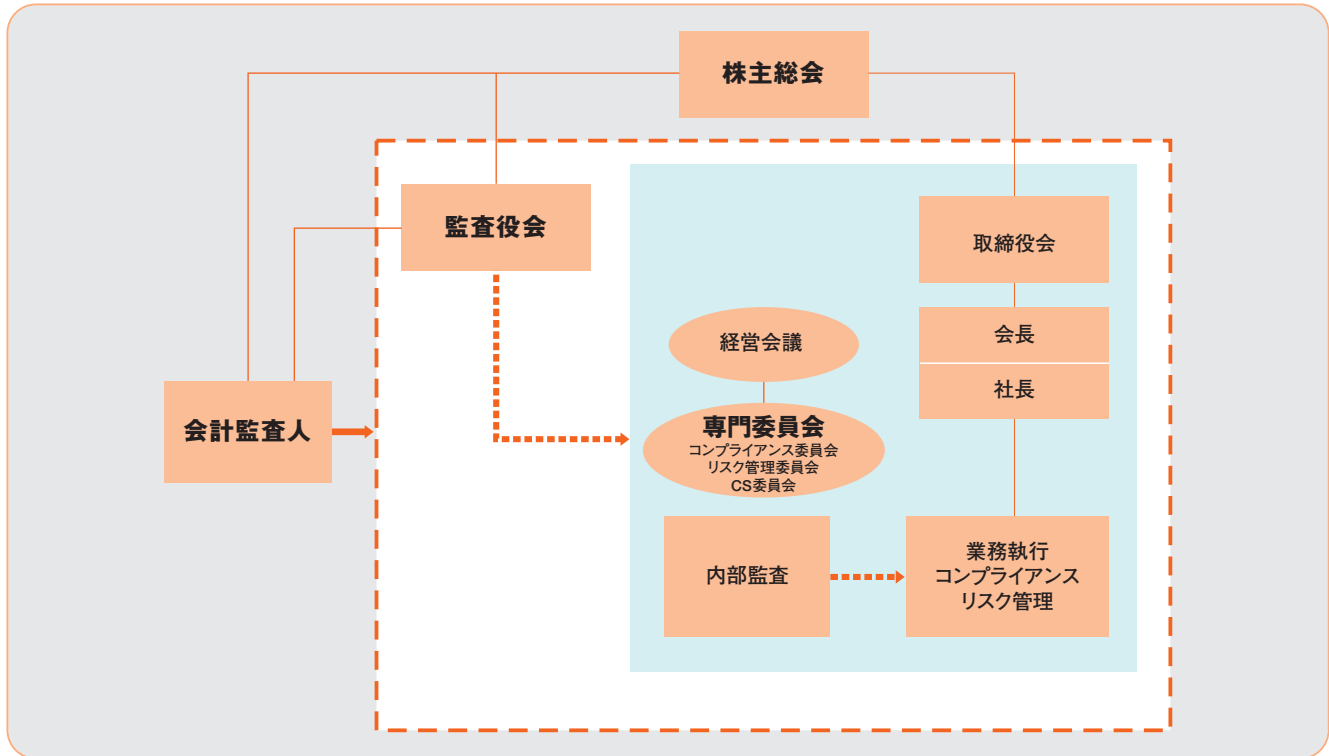 株主総会
監査役会
取締役会
経営会議
会長
社長
会計監査人
専門委員会
コンプライアンス委員会
リスク管理委員会
CS委員会
内部監査
業務執行
コンプライアンス
リスク管理